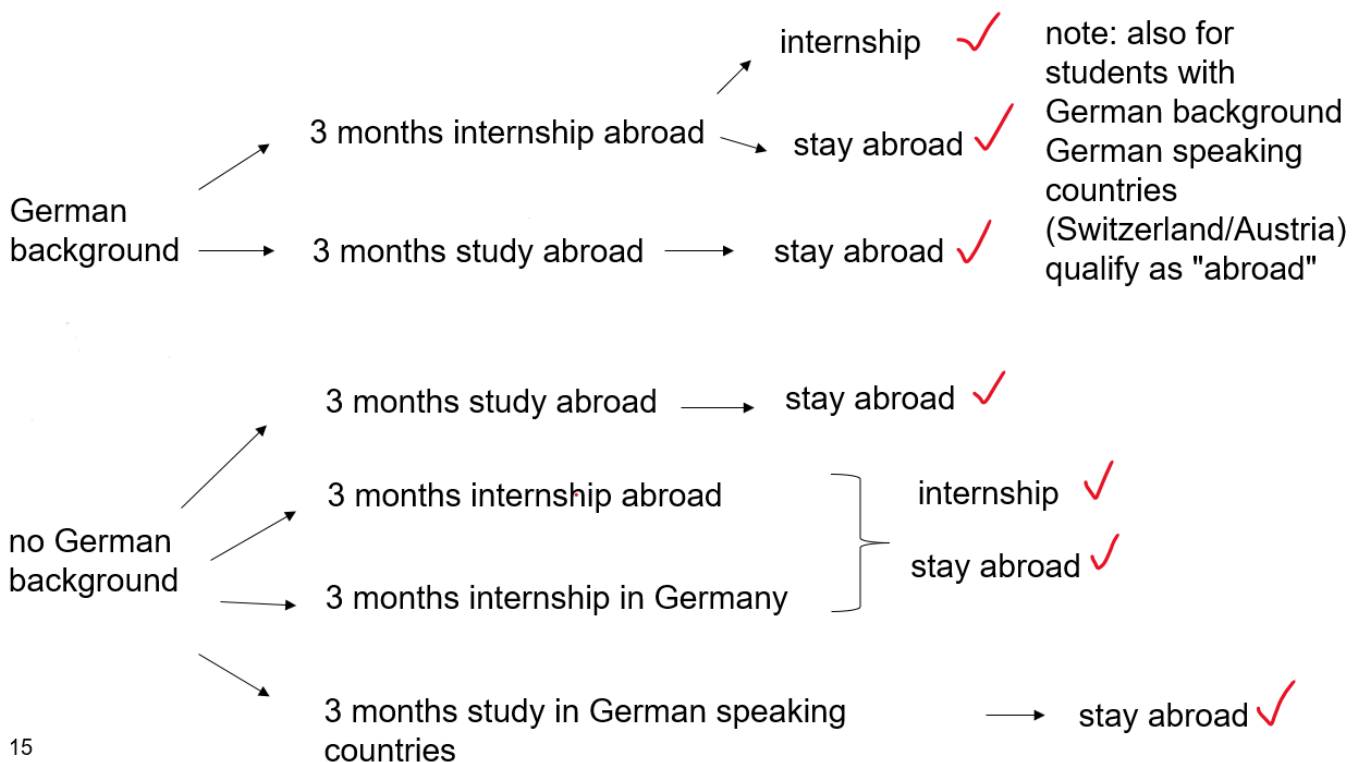 internship
3 months internship abroad
stay abroad
German
background
3 months study abroad
stay abroad
note: also for
students with
German background
German speaking
countries
(Switzerland/Austria)
qualify as "abroad"
no German
background
3 months study abroad
stay abroad
3 months internship abroad
3 months internship in Germany
internship
stay abroad
3 months study in German speaking
countries
stay abroad
15